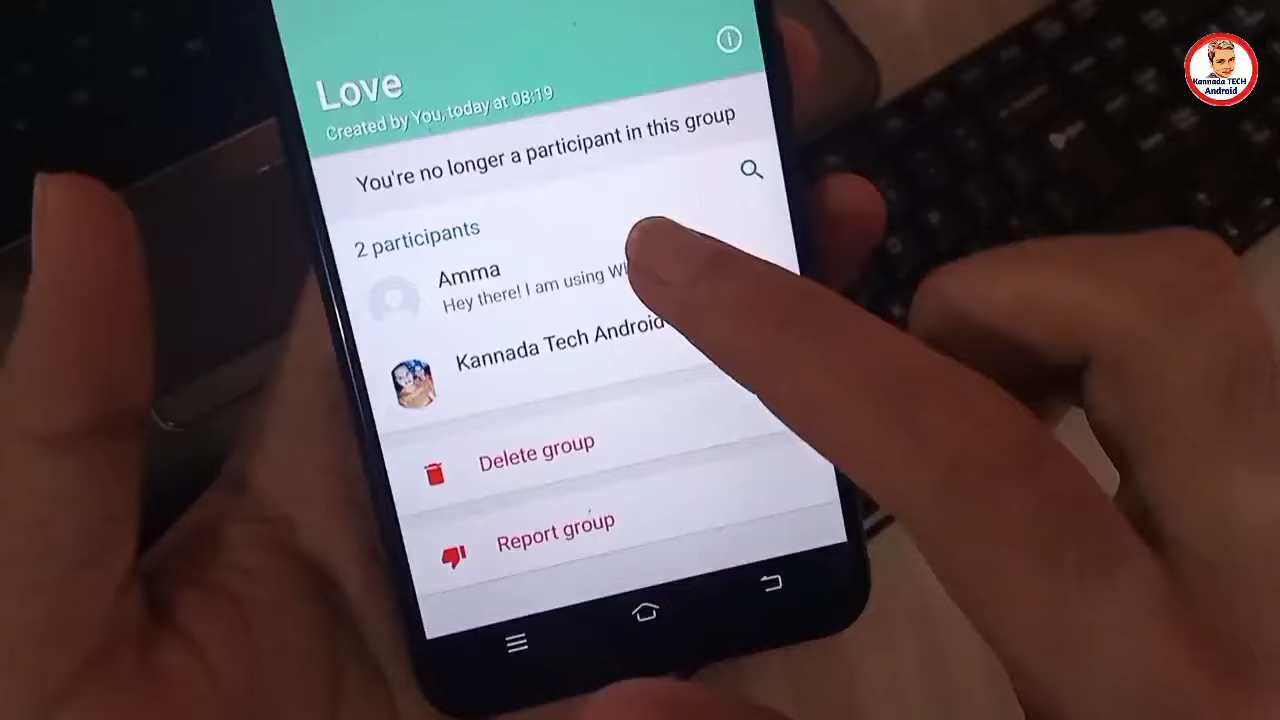 Love
Created by You, today at 08:19
You're no longer a participant in this group
2 participants
Amma
Hey there! I am using
Kannada Tech Android
Delete group
Report group
Kannada TECH
Android